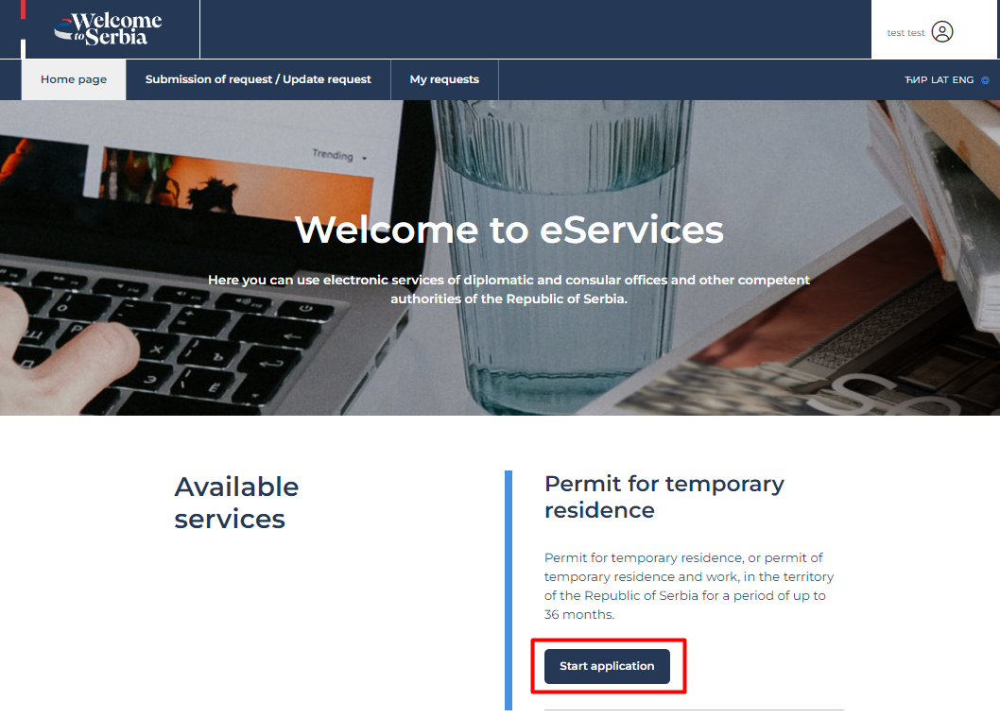 Welcome
to Serbia
test test
Home page
Submission of request / Update request
My requests
ЋИР LAT ENG
Trending
Welcome to eServices
Here you can use electronic services of diplomatic and consular offices and other competent
authorities of the Republic of Serbia.
Available
services
Permit for temporary
residence
Permit for temporary residence, or permit of
temporary residence and work, in the territory
of the Republic of Serbia for a period of up to
36 months.
Start application